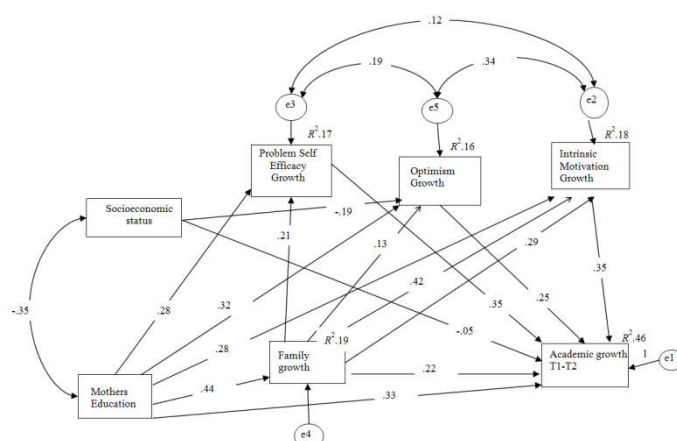 .12
.19
.34
e3
e5
e2
R².17
R².16
R².18
Problem Self
Efficacy
Growth
Optimism
Growth
Intrinsic
Motivation
Growth
Socioeconomic
status
-.19
.21
.13
.29
-.35
.28
.32
.42
.35
.35
.25
.28
-.05
R².19
R².46
.44
Family
growth
.22
Academic growth
T1-T2
1
e1
Mothers
Education
.33
e4